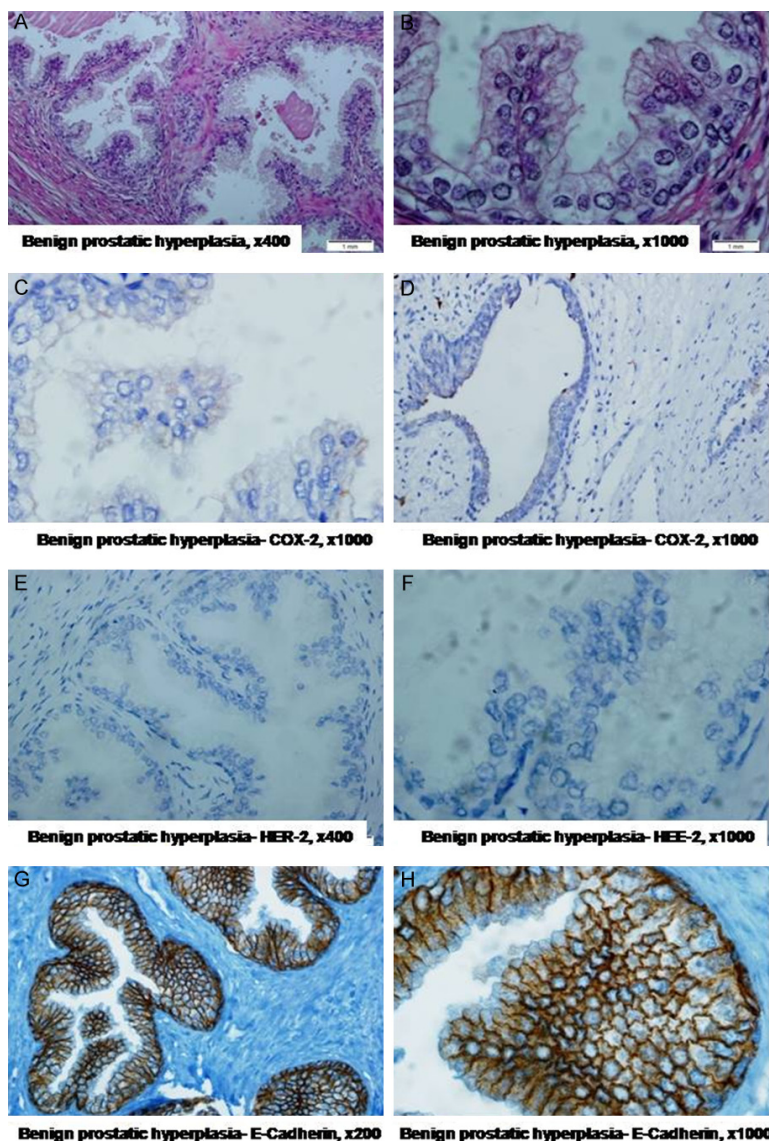 A
B
Benign prostatic hyperplasia, x400
1 mm
Benign prostatic hyperplasia, x1000
1 mm
C
D
Benign prostatic hyperplasia- COX-2, x1000
Benign prostatic hyperplasia- COX-2, x1000
E
F
Benign prostatic hyperplasia- HER-2, x400
Benign prostatic hyperplasia- HEE-2, x1000
G
H
Benign prostatic hyperplasia- E-Cadherin, x200
Benign prostatic hyperplasia- E-Cadherin, x1000